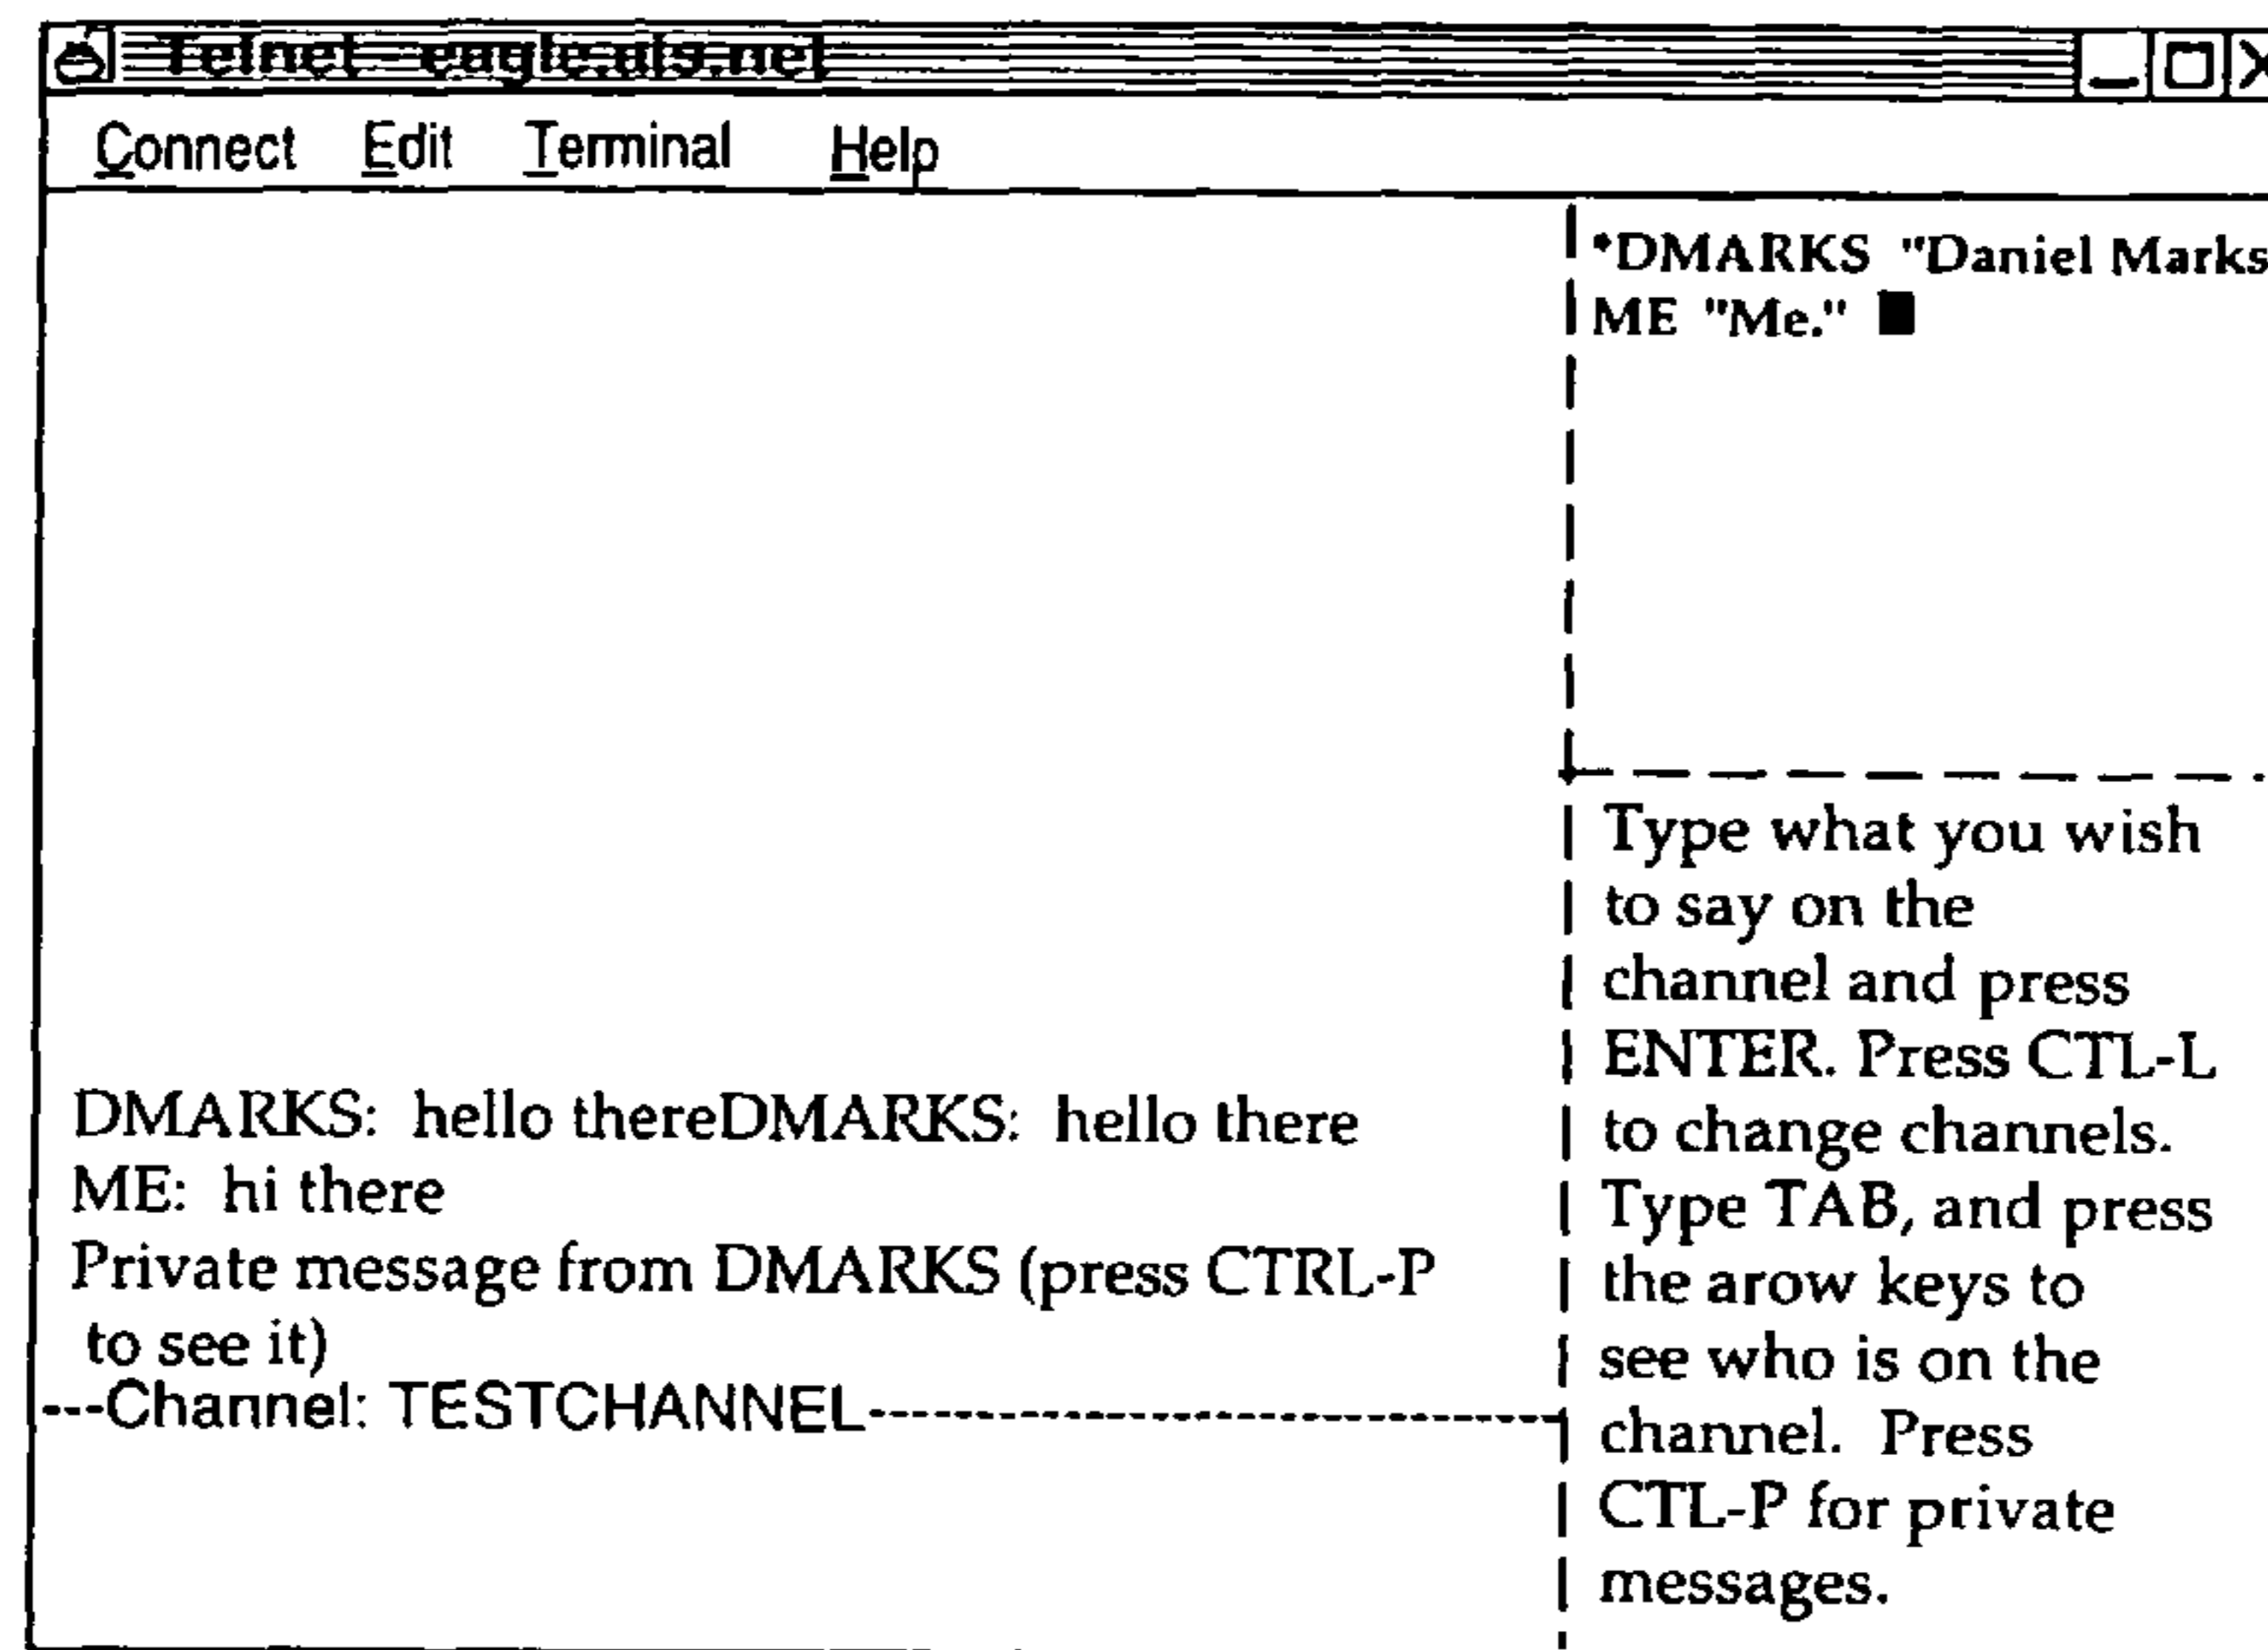 Telnet - eagle.ais.net
Connect Edit Terminal Help
*DMARKS "Daniel Marks
ME "Me."
DMARKS: hello thereDMARKS: hello there
ME: hi there
Private message from DMARKS (press CTRL-P
to see it)
---Channel: TESTCHANNEL------------------------------
Type what you wish
to say on the
channel and press
ENTER. Press CTL-L
to change channels.
Type TAB, and press
the arow keys to
see who is on the
channel. Press
CTL-P for private
messages.